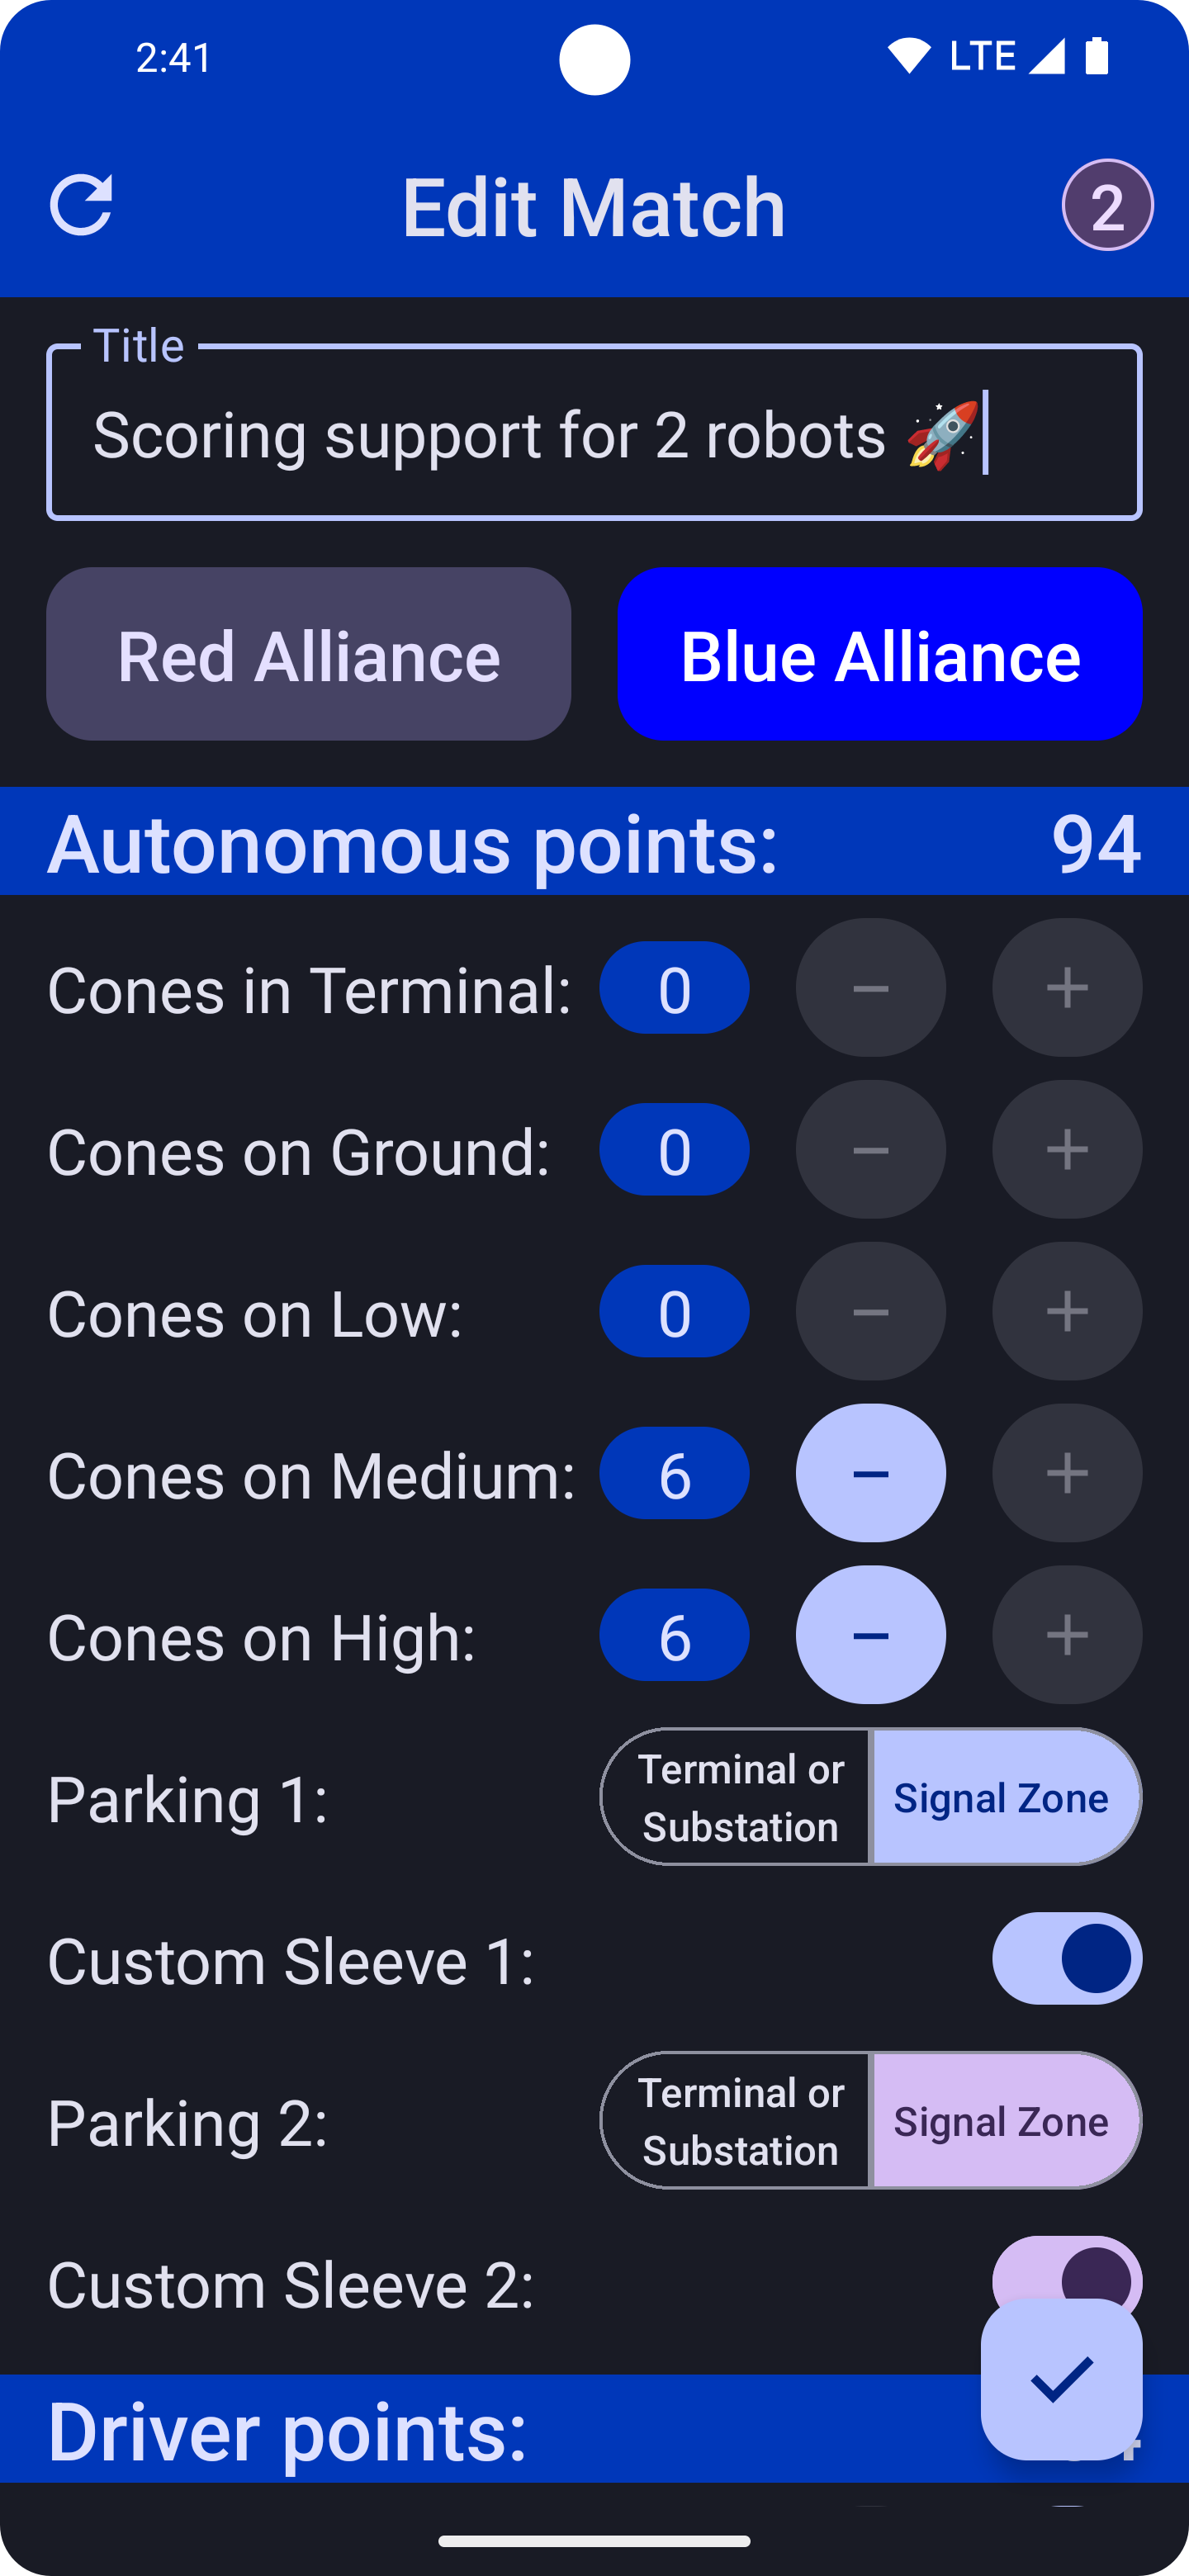 2:41 LTE
Edit Match 2
Title
Scoring support for 2 robots 🚀
Red Alliance Blue Alliance
Autonomous points: 94
Cones in Terminal: 0 − +
Cones on Ground: 0 − +
Cones on Low: 0 − +
Cones on Medium: 6 − +
Cones on High: 6 − +
Parking 1: Terminal or
Substation Signal Zone
Custom Sleeve 1:
Parking 2: Terminal or
Substation Signal Zone
Custom Sleeve 2:
Driver points: